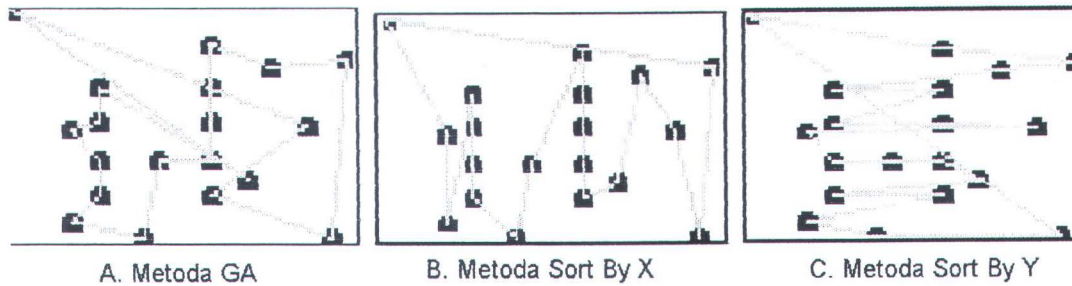 A. Metoda GA
B. Metoda Sort By X
C. Metoda Sort By Y